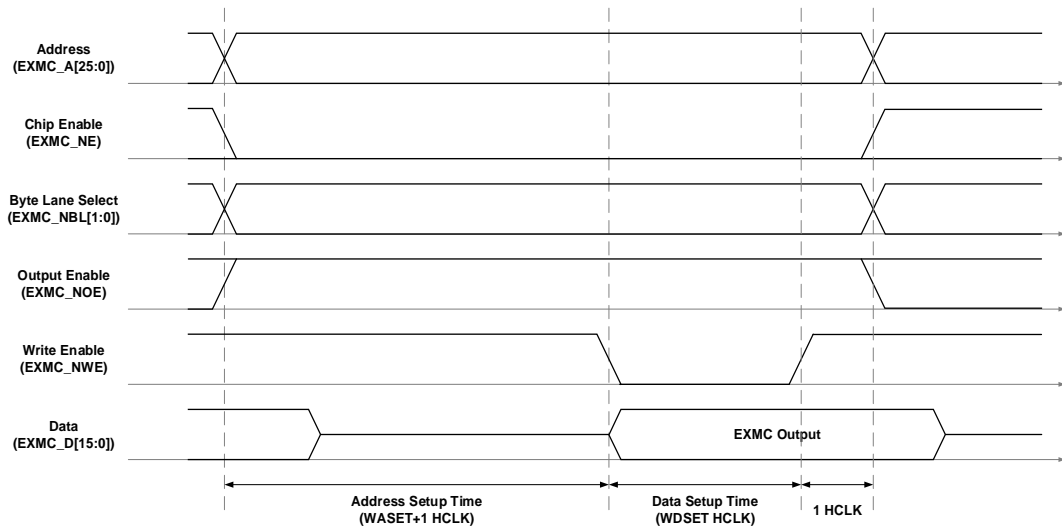 Address
(EXMC_A[25:0])
Chip Enable
(EXMC_NE)
Byte Lane Select
(EXMC_NBL[1:0])
Output Enable
(EXMC_NOE)
Write Enable
(EXMC_NWE)
Data
(EXMC_D[15:0])
EXMC Output
Address Setup Time
(WASET+1 HCLK)
Data Setup Time
(WDSET HCLK)
1 HCLK